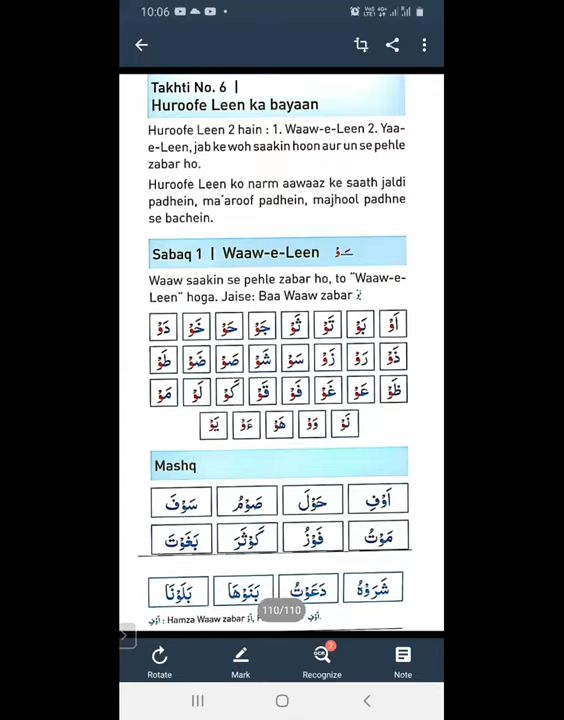 10:06
Takhti No. 6 |
Huroofe Leen ka bayaan
Huroofe Leen 2 hain : 1. Waaw-e-Leen 2. Yaa-
e-Leen, jab ke woh saakin hoon aur un se pehle
zabar ho.
Huroofe Leen ko narm aawaaz ke saath jaldi
padhein, ma'aroof padhein, majhool padhne
se bachein.
Sabaq 1 | Waaw-e-Leen ـَوْ
Waaw saakin se pehle zabar ho, to "Waaw-e-
Leen" hoga. Jaise: Baa Waaw zabar
اَوْ بَوْ تَوْ ثَوْ جَوْ حَوْ خَوْ دَوْ
ذَوْ رَوْ زَوْ سَوْ شَوْ صَوْ ضَوْ طَوْ
ظَوْ عَوْ غَوْ فَوْ قَوْ كَوْ لَوْ مَوْ
نَوْ وَوْ هَوْ ءَوْ يَوْ
Mashq
اَوْفِ حَوْلَ صَوْمُ سَوْفَ
مَوْتُ فَوْزُ كَوْثَرَ بَغَوْتَ
شَرَوْهُ دَعَوْتُ بَنَوْهَا بَلَوْنَا
اَوْفِ : Hamza Waaw zabar اَوْ,
110/110
Rotate
Mark
OCR
2
Recognize
Note